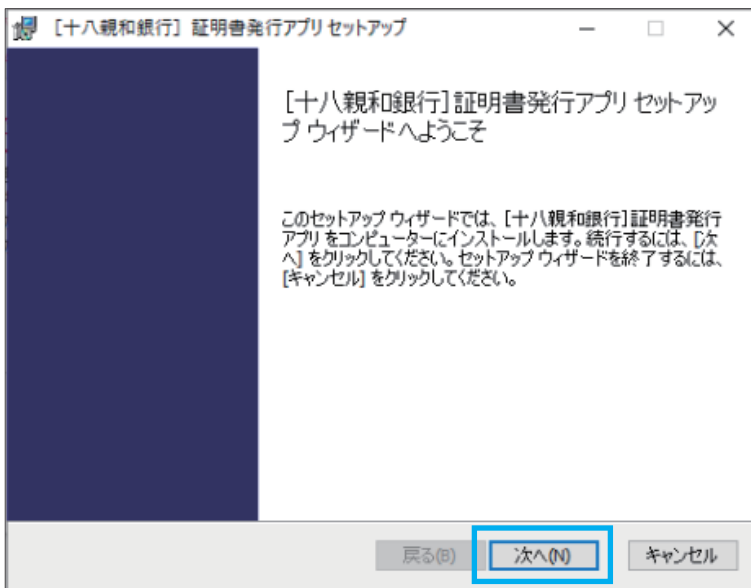 [十八親和銀行] 証明書発行アプリ セットアップ
[十八親和銀行]証明書発行アプリ セットアッ
プ ウィザードへようこそ
このセットアップ ウィザードでは、[十八親和銀行]証明書発行
アプリ をコンピューターにインストールします。続行するには、[次
へ] をクリックしてください。セットアップ ウィザードを終了するには、
[キャンセル] をクリックしてください。
戻る(B)
次へ(N)
キャンセル